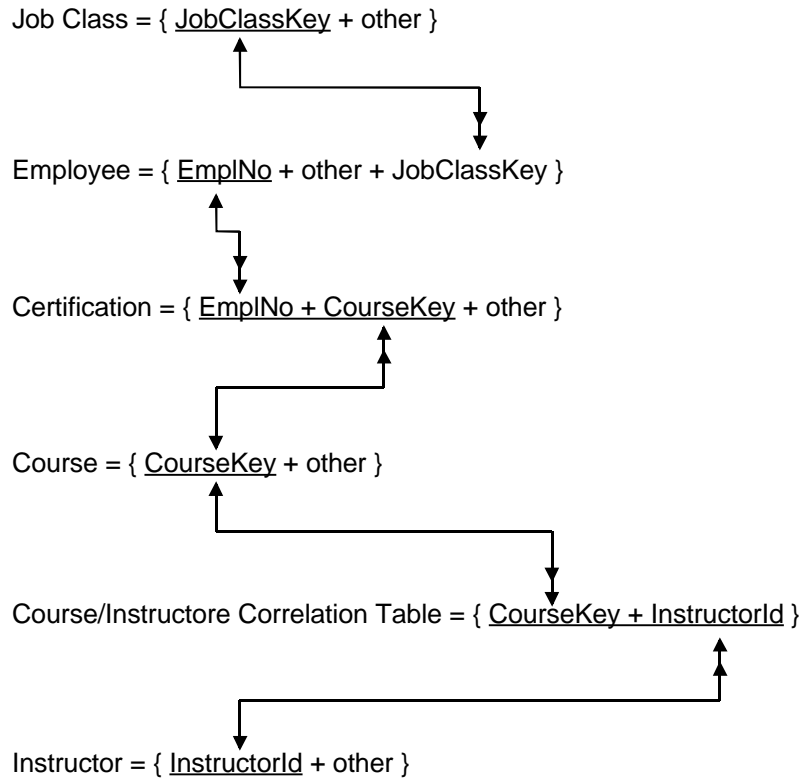 Job Class = { JobClassKey + other }
Employee = { EmplNo + other + JobClassKey }
Certification = { EmplNo + CourseKey + other }
Course = { CourseKey + other }
Course/Instructore Correlation Table = { CourseKey + InstructorId }
Instructor = { InstructorId + other }